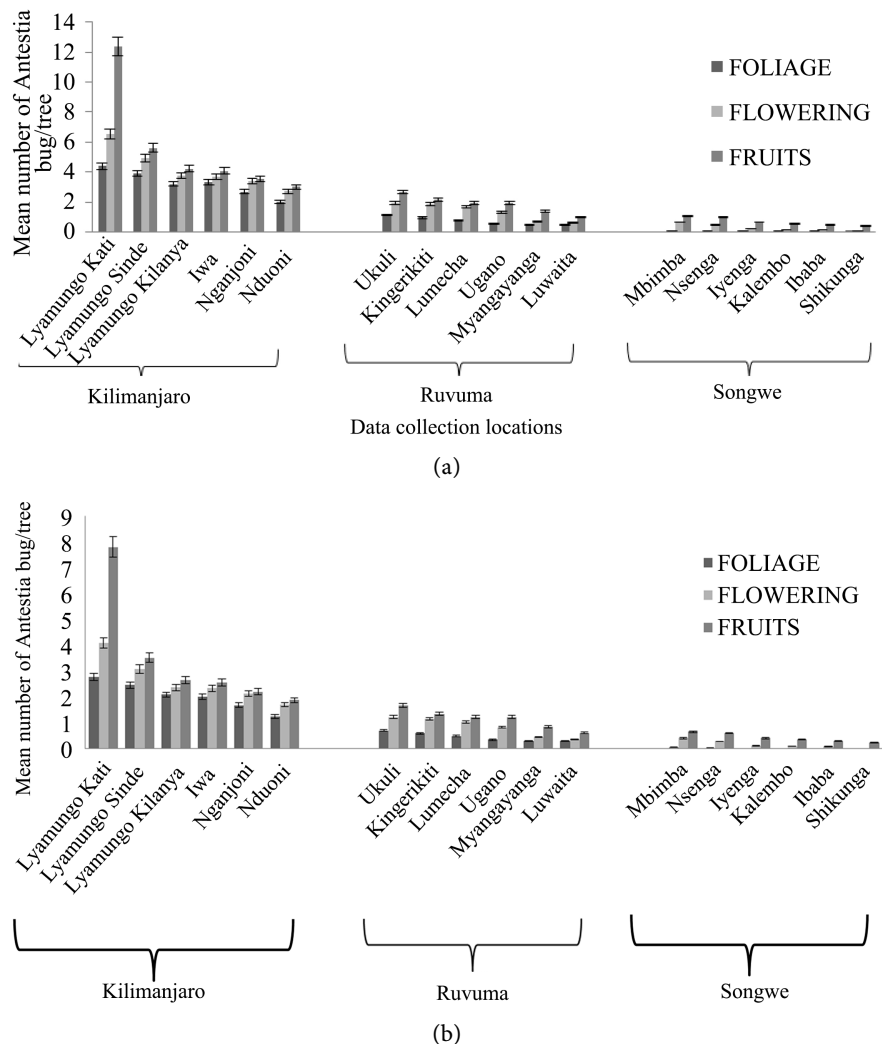 Mean number of Antestia
bug/tree
14
12
10
8
6
4
2
0
FOLIAGE
FLOWERING
FRUITS
Lyamungo Kati
Lyamungo Sinde
Lyamungo Kilanya
Iwa
Nganjoni
Nduoni
Ukuli
Kingerikiti
Lumecha
Ugano
Myangayanga
Luwaita
Mbimba
Nsenga
Iyenga
Kalembo
Ibaba
Shikunga
Kilimanjaro
Ruvuma
Songwe
Data collection locations
(a)
Mean number of Antestia bug/tree
9
8
7
6
5
4
3
2
1
0
FOLIAGE
FLOWERING
FRUITS
Lyamungo Kati
Lyamungo Sinde
Lyamungo Kilanya
Iwa
Nganjoni
Nduoni
Ukuli
Kingerikiti
Lumecha
Ugano
Myangayanga
Luwaita
Mbimba
Nsenga
Iyenga
Kalembo
Ibaba
Shikunga
Kilimanjaro
Ruvuma
Songwe
(b)